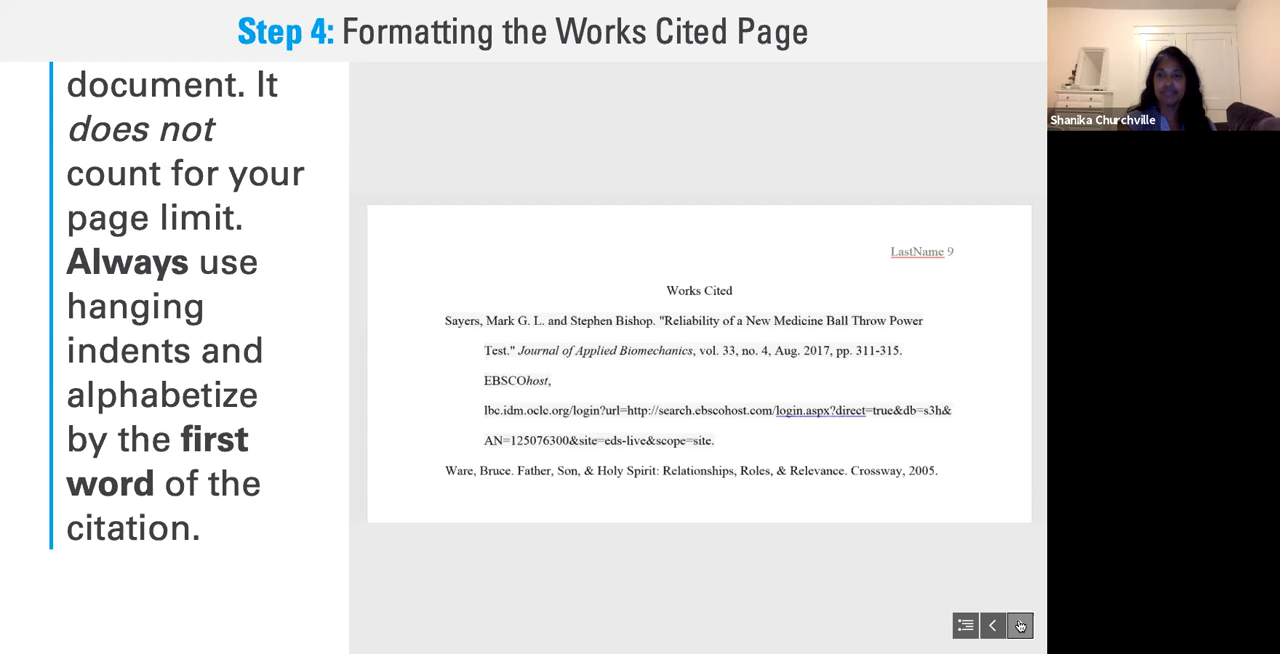 Step 4: Formatting the Works Cited Page
document. It
does not
count for your
page limit.
Always use
hanging
indents and
alphabetize
by the first
word of the
citation.
LastName 9
Works Cited
Sayers, Mark G. L. and Stephen Bishop. "Reliability of a New Medicine Ball Throw Power
Test." Journal of Applied Biomechanics, vol. 33, no. 4, Aug. 2017, pp. 311-315.
EBSCOhost,
lbc.idm.oclc.org/login?url=http://search.ebscohost.com/login.aspx?direct=true&db=s3h&
AN=125076300&site=eds-live&scope=site.
Ware, Bruce. Father, Son, & Holy Spirit: Relationships, Roles, & Relevance. Crossway, 2005.
Shanika Churchville